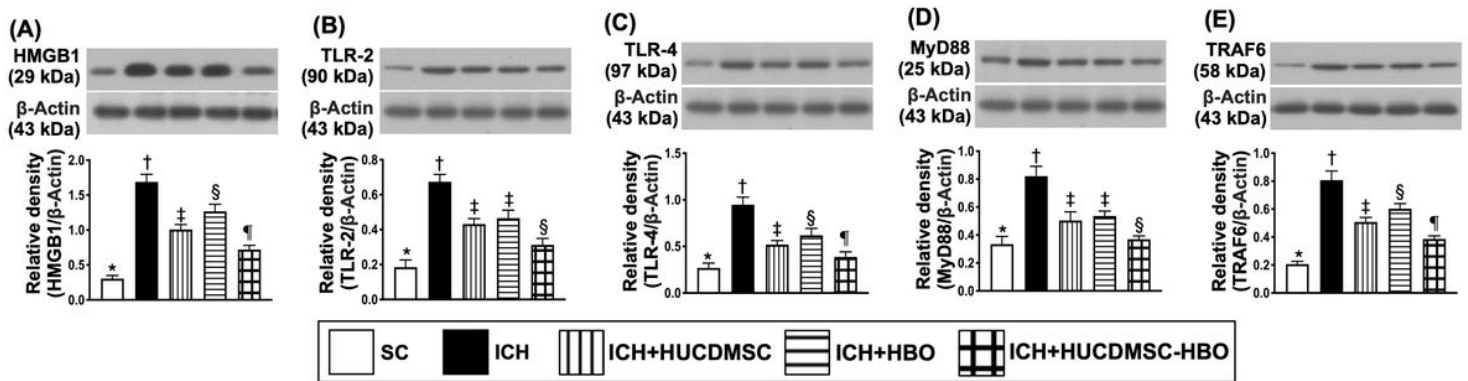 (A)
HMGB1
(29 kDa)
β-Actin
(43 kDa)
Relative density
(HMGB1/β-Actin)
2.0
1.5
1.0
0.5
0.0
*
†
‡
§
¶
(B)
TLR-2
(90 kDa)
β-Actin
(43 kDa)
Relative density
(TLR-2/β-Actin)
0.8
0.6
0.4
0.2
0.0
*
†
‡
‡
§
(C)
TLR-4
(97 kDa)
β-Actin
(43 kDa)
Relative density
(TLR-4/β-Actin)
1.5
1.0
0.5
0.0
*
†
‡
§
¶
(D)
MyD88
(25 kDa)
β-Actin
(43 kDa)
Relative density
(MyD88/β-Actin)
1.0
0.8
0.6
0.4
0.2
0.0
*
†
‡
‡
§
(E)
TRAF6
(58 kDa)
β-Actin
(43 kDa)
Relative density
(TRAF6/β-Actin)
1.0
0.8
0.6
0.4
0.2
0.0
*
†
‡
§
¶
SC ICH ICH+HUCDMSC ICH+HBO ICH+HUCDMSC-HBO